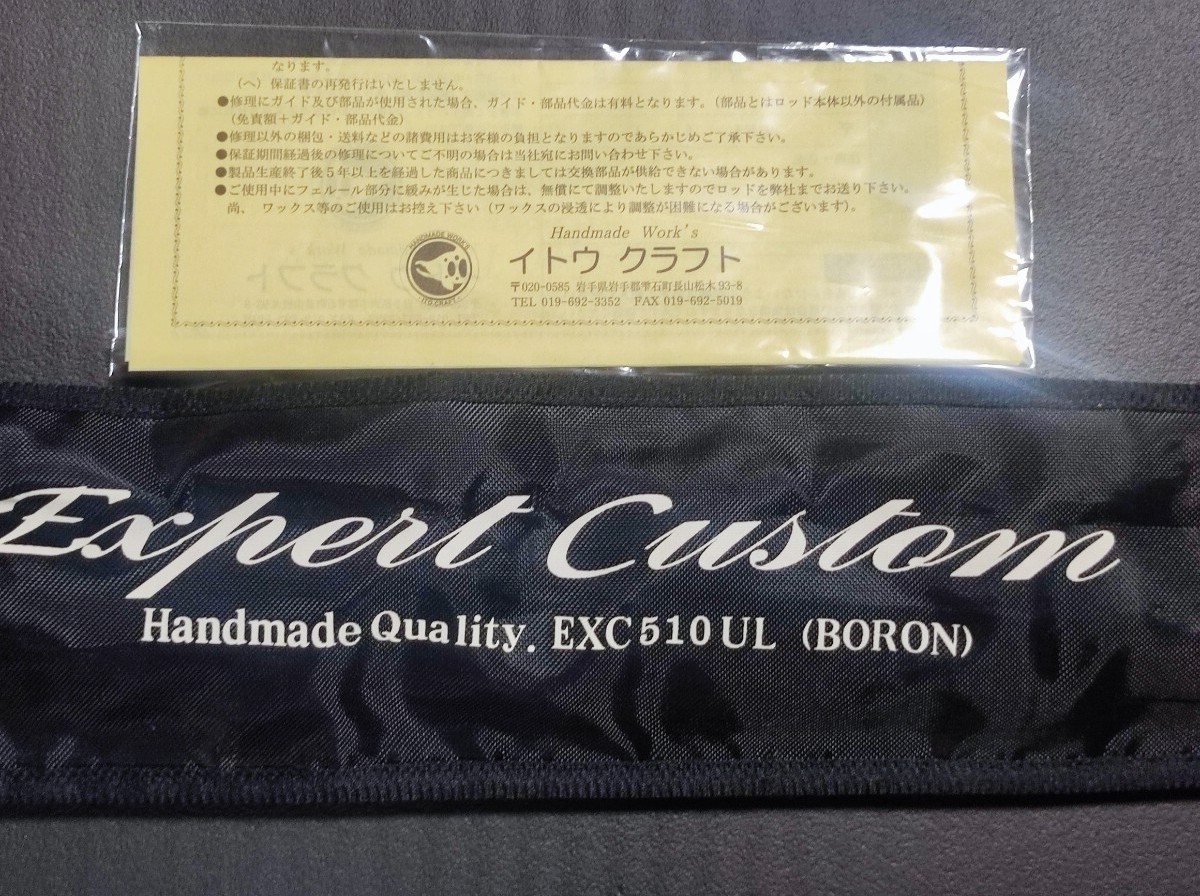 なります。
(へ) 保証書の再発行はいたしません。
●修理にガイド及び部品が使用された場合、ガイド・部品代金は有料となります。(部品とはロッド本体以外の付属品)
(免責額＋ガイド・部品代金)
●修理以外の梱包・送料などの諸費用はお客様の負担となりますのであらかじめご了承下さい。
●保証期間経過後の修理についてご不明の場合は当社宛にお問い合わせ下さい。
●製品生産終了後5年以上を経過した商品につきましては交換部品が供給できない場合があります。
●ご使用中にフェルール部分に緩みが生じた場合は、無償にて調整いたしますのでロッドを弊社までお送り下さい。
尚、ワックス等のご使用はお控え下さい(ワックスの浸透により調整が困難になる場合がございます)。
HANDMADE WORK'S
ITO.CRAFT
Handmade Work's
イトウ クラフト
〒020-0585 岩手県岩手郡雫石町長山松木93-8
TEL 019-692-3352 FAX 019-692-5019
Expert Custom
Handmade Quality. EXC510UL (BORON)